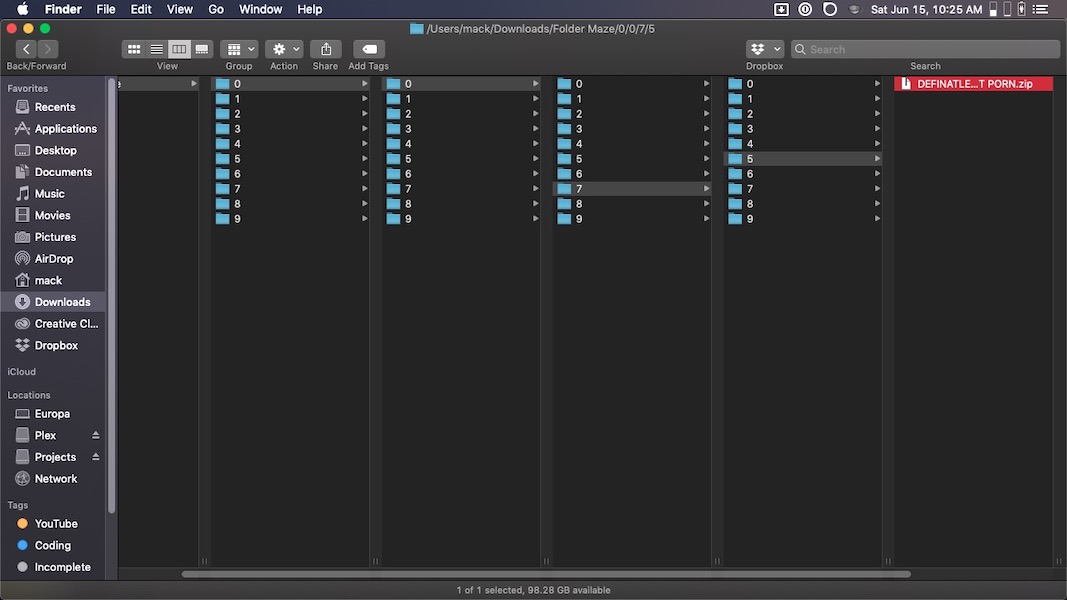 Finder File Edit View Go Window Help Sat Jun 15, 10:25 AM
/Users/mack/Downloads/Folder Maze/0/0/7/5
Search
Back/Forward View Group Action Share Add Tags Dropbox Search
Favorites
Recents
Applications
Desktop
Documents
Music
Movies
Pictures
AirDrop
mack
Downloads
Creative Cl...
Dropbox
iCloud
Locations
Europa
Plex
Projects
Network
Tags
YouTube
Coding
Incomplete
0
1
2
3
4
5
6
7
8
9
0
1
2
3
4
5
6
7
8
9
0
1
2
3
4
5
6
7
8
9
0
1
2
3
4
5
6
7
8
9
DEFINATLE...T PORN.zip
1 of 1 selected, 98.28 GB available